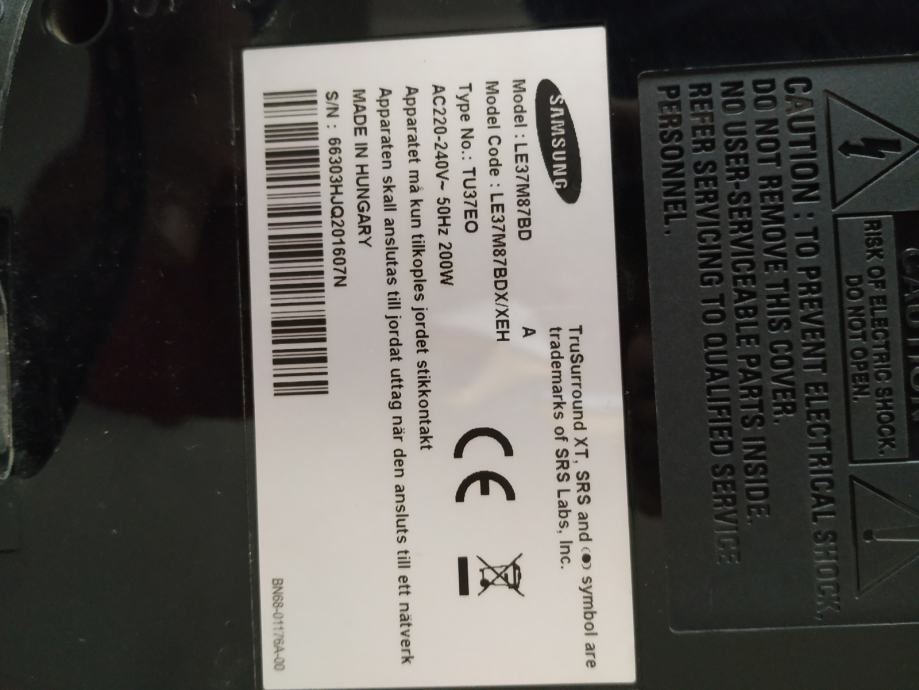 SAMSUNG
TruSurround XT, SRS and (●) symbol are
trademarks of SRS Labs, Inc.
Model : LE37M87BD
A
Model Code : LE37M87BDX/XEH
Type No.: TU37EO
AC220-240V~ 50Hz 200W
Apparatet må kun tilkoples jordet stikkontakt
Apparaten skall anslutas till jordat uttag när den ansluts till ett nätverk
MADE IN HUNGARY
S/N : 66303HJQ201607N
CE
BN68-01176A-00
RISK OF ELECTRIC SHOCK.
DO NOT OPEN.
CAUTION : TO PREVENT ELECTRICAL SHOCK,
DO NOT REMOVE THIS COVER.
NO USER-SERVICEABLE PARTS INSIDE.
REFER SERVICING TO QUALIFIED SERVICE
PERSONNEL.